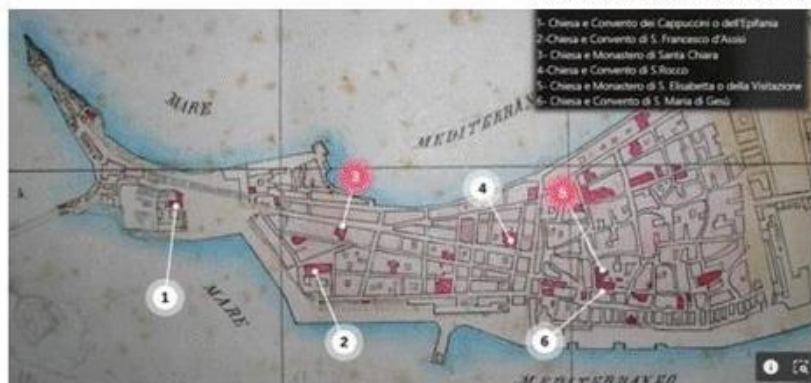 1- Chiesa e Convento dei Cappuccini o dell'Epifania
2-Chiesa e Convento di S. Francesco d'Assisi
3- Chiesa e Monastero di Santa Chiara
4-Chiesa e Convento di S.Rocco
5- Chiesa e Monastero di S. Elisabetta o della Visitazione
6- Chiesa e Convento di S. Maria di Gesù
MARE
MEDITERRANEO
3
4
5
1
MARE
2
6
MEDITERRANEO